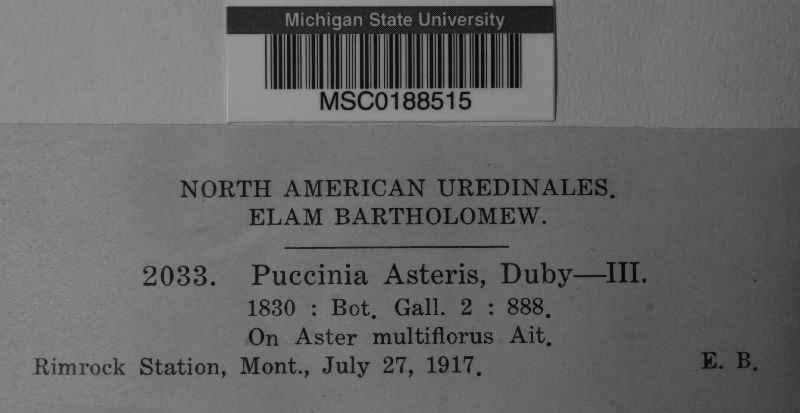 Michigan State University
MSC0188515
NORTH AMERICAN UREDINALES.
ELAM BARTHOLOMEW.
2033. Puccinia Asteris, Duby—III.
1830 : Bot. Gall. 2 : 888.
On Aster multiflorus Ait.
Rimrock Station, Mont., July 27, 1917. E. B.